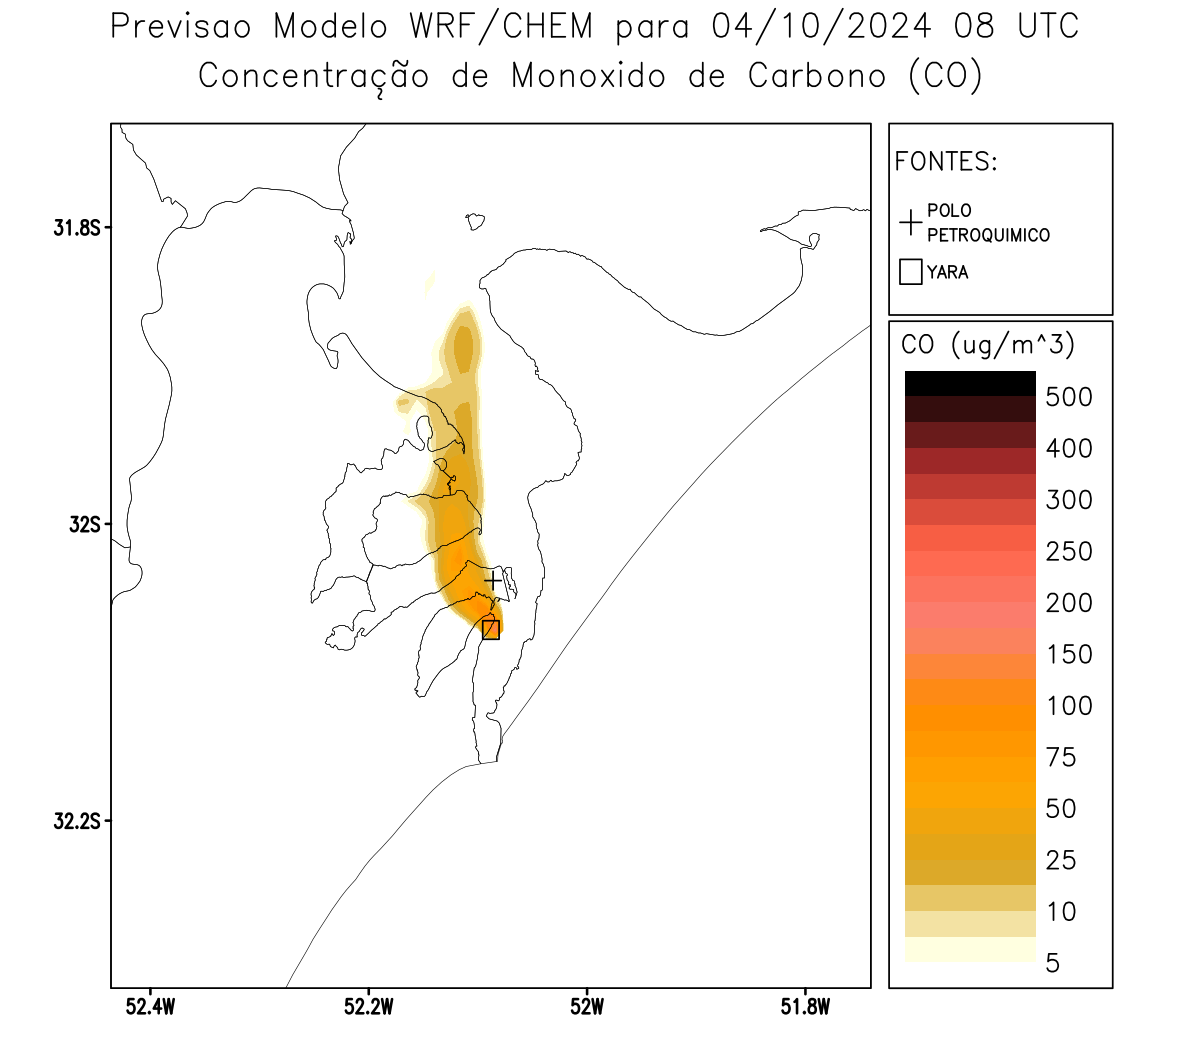 Previsao Modelo WRF/CHEM para 04/10/2024 08 UTC
Concentração de Monoxido de Carbono (CO)
FONTES:
POLO
PETROQUIMICO
YARA
CO (ug/m^3)
500
400
300
250
200
150
100
75
50
25
10
5
31.8S
32S
32.2S
52.4W
52.2W
52W
51.8W